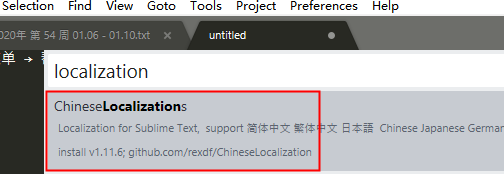 Selection Find View Goto Tools Project Preferences Help
020年 第 54 周 01.06 - 01.10.txt × untitled
单 →
localization
ChineseLocalizations
Localization for Sublime Text, support 简体中文 繁体中文 日本語 Chinese Japanese German
install v1.11.6; github.com/rexdf/ChineseLocalization